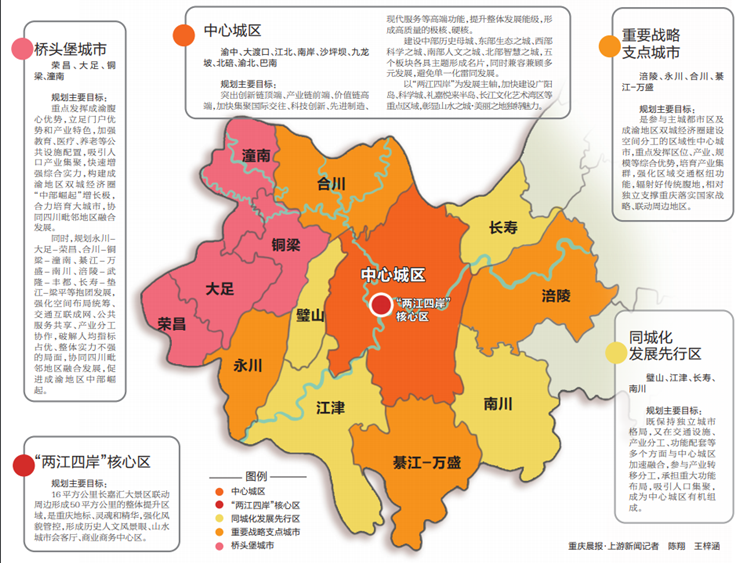 桥头堡城市
荣昌、大足、铜
梁、潼南
规划主要目标：
重点发挥成渝腹
心优势，立足门户优
势和产业特色，加强
教育、医疗、养老等公
共设施配置，吸引人
口产业集聚，快速增
强综合实力，构建成
渝地区双城经济圈
“中部崛起”增长极，
合力培育大城市，协
同四川毗邻地区融合
发展。
同时，规划永川-
大足-荣昌、合川-铜
梁-潼南、綦江-万
盛-南川、涪陵-武
隆-丰都、长寿-垫
江-梁平等抱团发展，
强化空间布局统筹、
交通互联成网、公共
服务共享、产业分工
协作，破解人均指标
占优、整体实力不强
的局面，协同四川毗
邻地区融合发展，促
进成渝地区中部崛
起。
中心城区
渝中、大渡口、江北、南岸、沙坪坝、九龙
坡、北碚、渝北、巴南
规划主要目标：
突出创新链顶端、产业链前端、价值链高
端，加快集聚国际交往、科技创新、先进制造、
现代服务等高端功能，提升整体发展能级，形
成高质量的极核、硬核。
建设中部历史母城、东部生态之城、西部
科学之城、南部人文之城、北部智慧之城，五
个板块各具主题形成名片，同时兼容兼顾多
元发展，避免单一化雷同发展。
以“两江四岸”为发展主轴，加快建设广阳
岛、科学城、礼嘉悦来半岛、长江文化艺术湾区等
重点区域，彰显山水之城·美丽之地独特魅力。
重要战略
支点城市
涪陵、永川、合川、綦
江-万盛
规划主要目标：
是参与主城都市区及
成渝地区双城经济圈建设
空间分工的区域性中心城
市，重点发挥区位、产业、规
模等综合优势，培育产业集
群，强化区域交通枢纽功
能，辐射好传统腹地，相对
独立支撑重庆落实国家战
略、联动周边地区。
潼南
合川
长寿
铜梁
中心城区
大足
“两江四岸”
核心区
涪陵
璧山
荣昌
永川
江津
南川
綦江-万盛
同城化
发展先行区
璧山、江津、长寿、
南川
规划主要目标：
既保持独立城市
格局，又在交通设施、
产业分工、功能配套等
多个方面与中心城区
加速融合，参与产业转
移分工，承担重大功能
布局，吸引人口集聚，
成为中心城区有机组
成。
“两江四岸”核心区
规划主要目标：
16平方公里长嘉汇大景区联动
周边形成50平方公里的整体提升区
域，是重庆地标、灵魂和精华，强化风
貌管控，形成历史人文风景眼、山水
城市会客厅、商业商务中心区。
图例
中心城区
“两江四岸”核心区
同城化发展先行区
重要战略支点城市
桥头堡城市
重庆晨报·上游新闻记者 陈翔 王梓涵